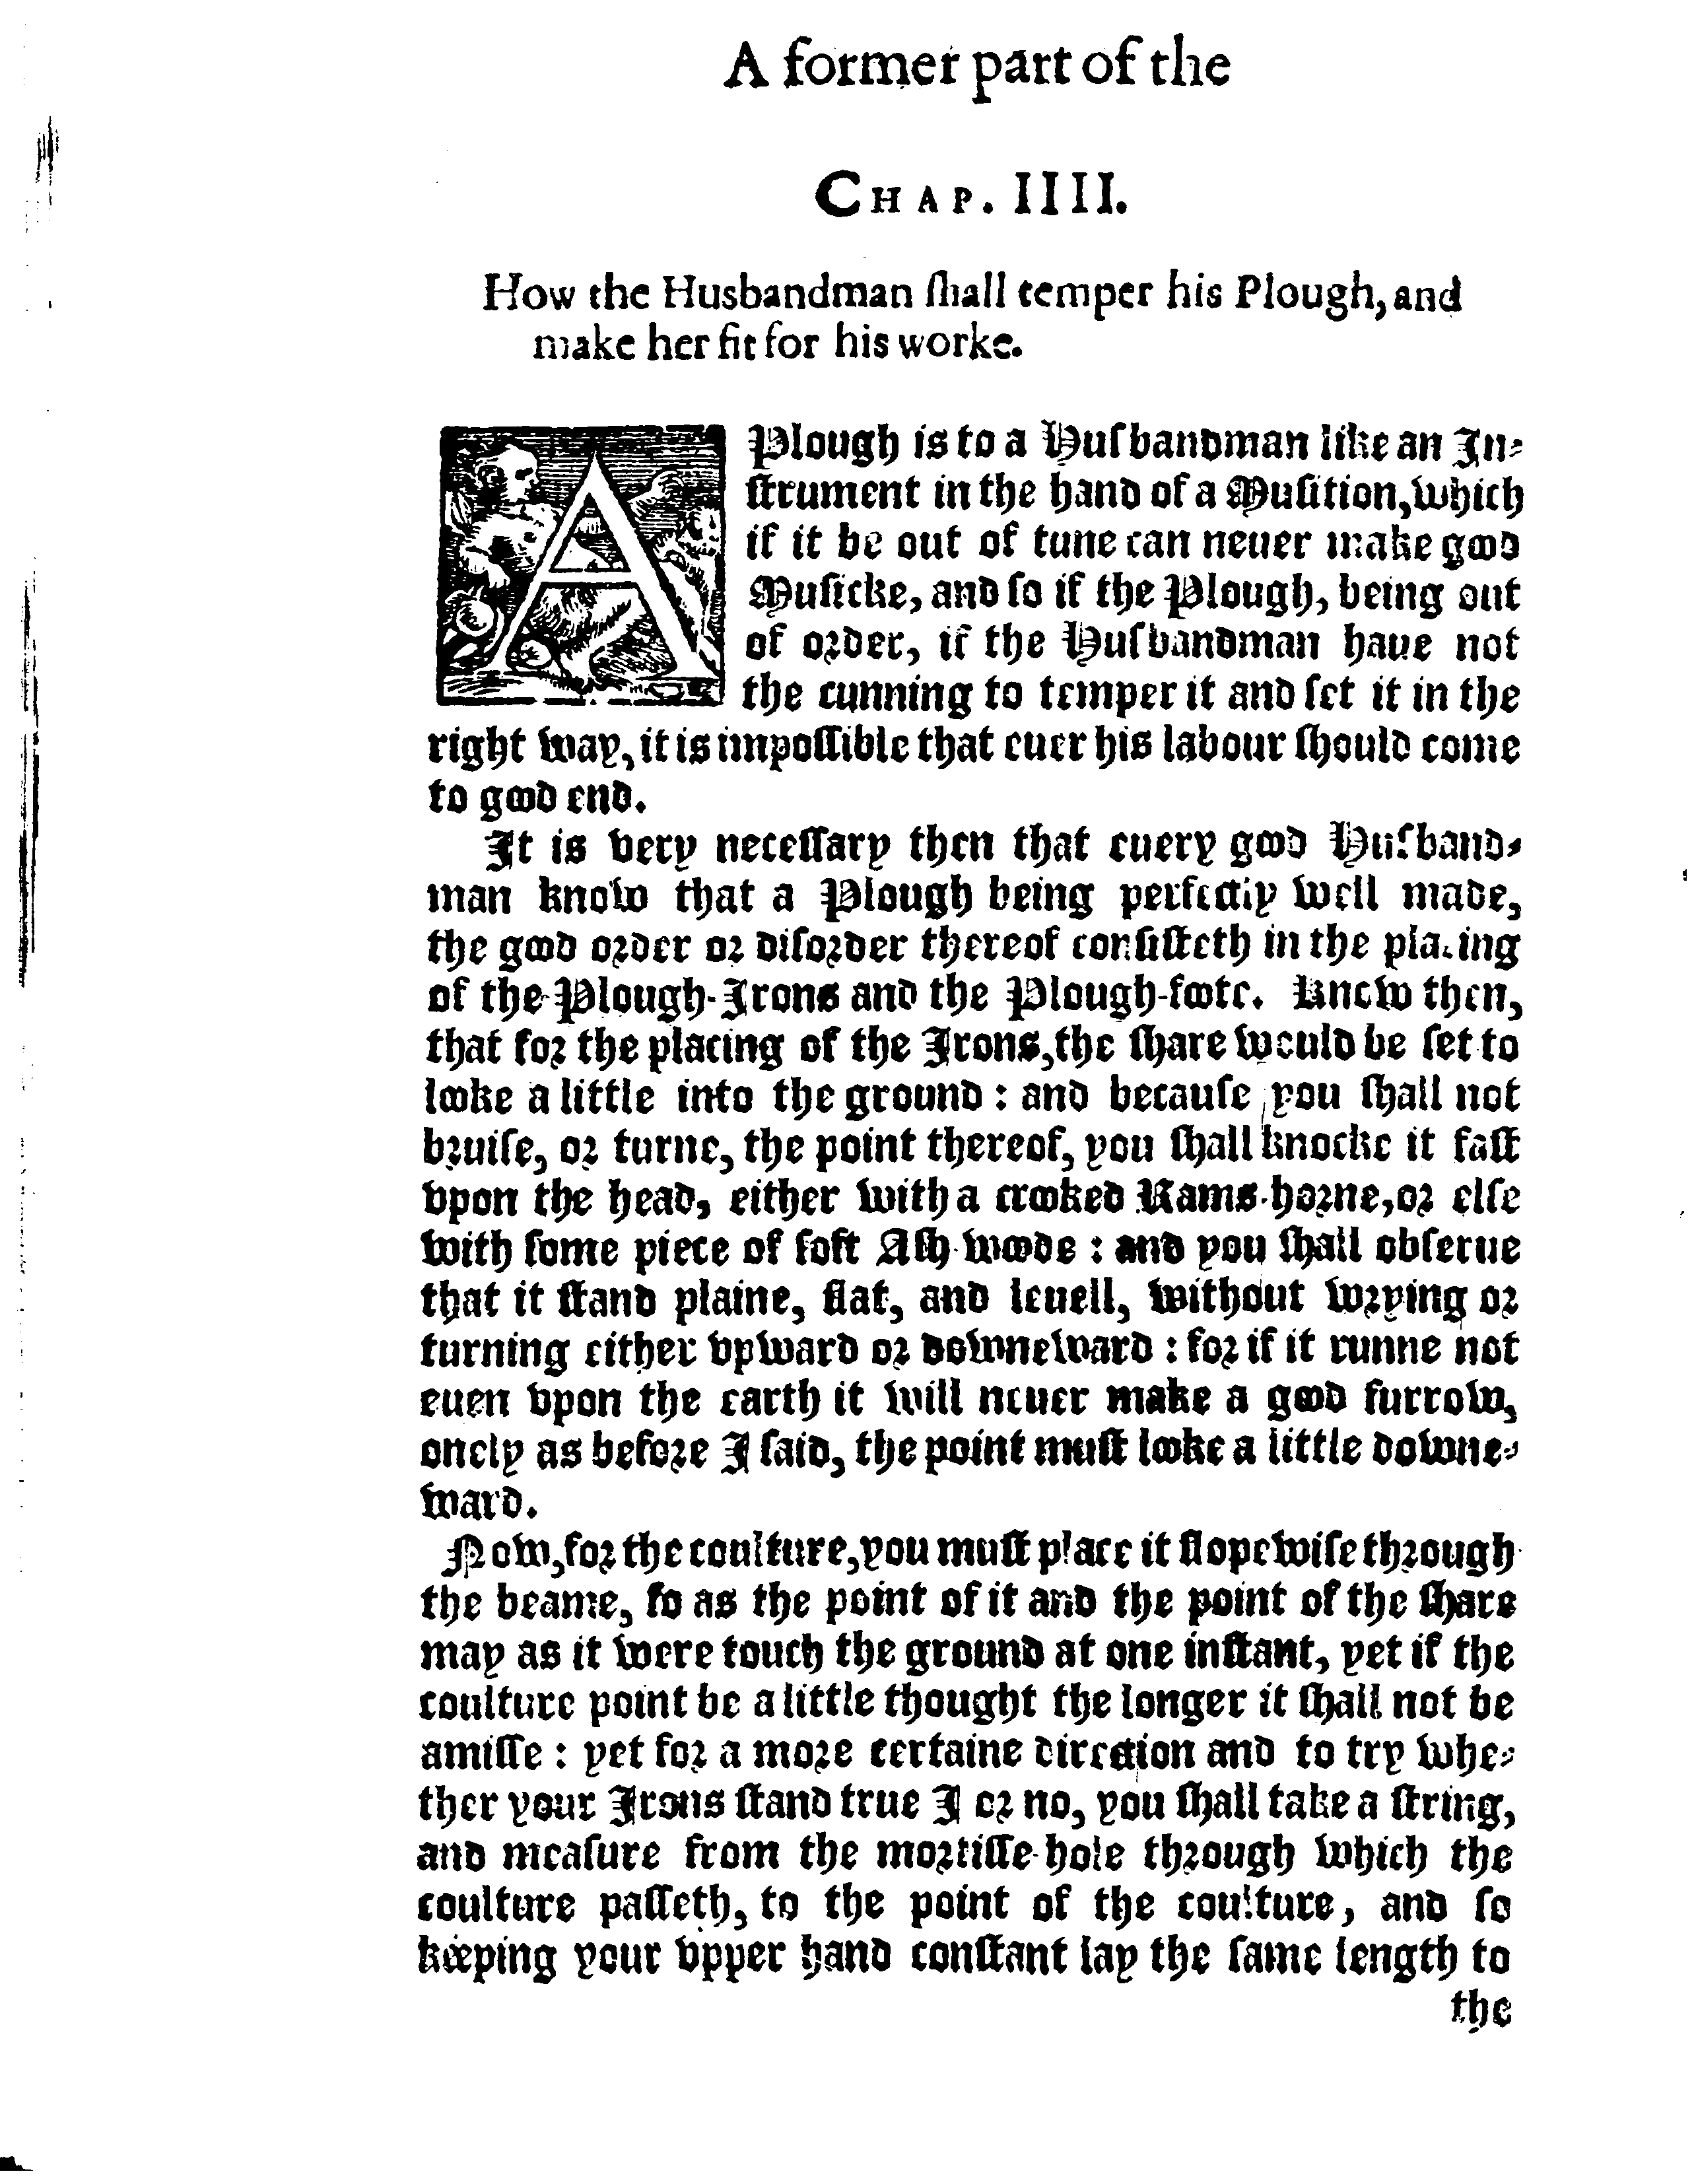 A former part of the
CHAP. IIII.
How the Husbandman ſhall temper his Plough, and
make her fit for his worke.
A Plough is to a Huſbandman like an In-
ſtrument in the hand of a Muſition, which
if it be out of tune can neuer make good
Muſicke, and ſo if the Plough, being out
of order, if the Huſbandman haue not
the cunning to temper it and ſet it in the
right way, it is impoſſible that euer his labour ſhould come
to good end.
It is very neceſſary then that euery good Huſband-
man know that a Plough being perfectly well made,
the good order or diſorder thereof conſiſteth in the placing
of the Plough-Irons and the Plough-foote. Know then,
that for the placing of the Irons, the ſhare would be ſet to
looke a little into the ground : and becauſe you ſhall not
bruiſe, or turne, the point thereof, you ſhall knocke it faſt
vpon the head, either with a crooked Rams-horne, or elſe
with ſome piece of ſoft Aſh-woode : and you ſhall obſerue
that it ſtand plaine, flat, and leuell, without wrying or
turning either vpward or downeward : for if it runne not
euen vpon the earth it will neuer make a good furrow,
onely as before I ſaid, the point muſt looke a little downe-
ward.
Now, for the coulture, you muſt place it ſlopewiſe through
the beame, ſo as the point of it and the point of the ſhare
may as it were touch the ground at one inſtant, yet if the
coulture point be a little thought the longer it ſhall not be
amiſſe : yet for a more certaine direction and to try whe-
ther your Irons ſtand true I or no, you ſhall take a ſtring,
and meaſure from the mortiſſe-hole through which the
coulture paſſeth, to the point of the coulture, and ſo
keeping your vpper hand conſtant lay the ſame length to
the